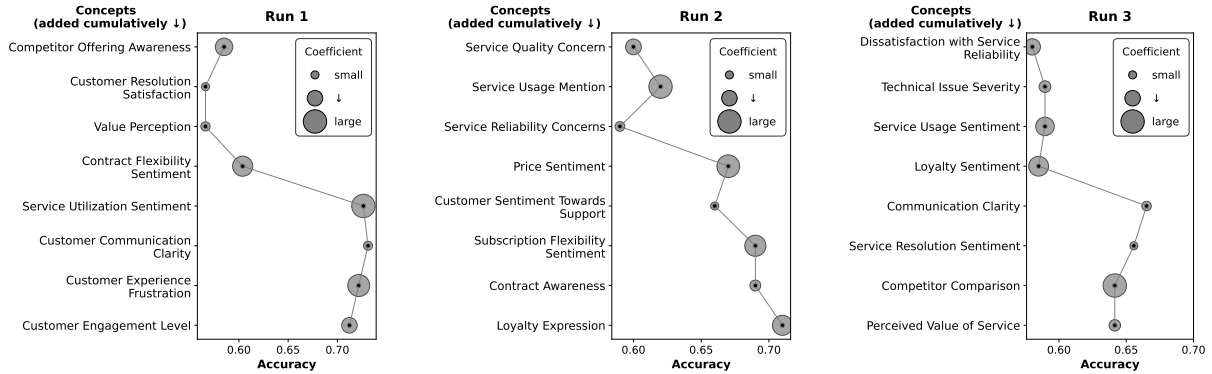 Concepts
(added cumulatively ↓)
Run 1
Competitor Offering Awareness
Customer Resolution
Satisfaction
Value Perception
Contract Flexibility
Sentiment
Service Utilization Sentiment
Customer Communication
Clarity
Customer Experience
Frustration
Customer Engagement Level
Coefficient
small
↓
large
0.60 0.65 0.70
Accuracy
Concepts
(added cumulatively ↓)
Run 2
Service Quality Concern
Service Usage Mention
Service Reliability Concerns
Price Sentiment
Customer Sentiment Towards
Support
Subscription Flexibility
Sentiment
Contract Awareness
Loyalty Expression
Coefficient
small
↓
large
0.60 0.70
Accuracy
Concepts
(added cumulatively ↓)
Run 3
Dissatisfaction with Service
Reliability
Technical Issue Severity
Service Usage Sentiment
Loyalty Sentiment
Communication Clarity
Service Resolution Sentiment
Competitor Comparison
Perceived Value of Service
Coefficient
small
↓
large
0.60 0.65 0.70
Accuracy